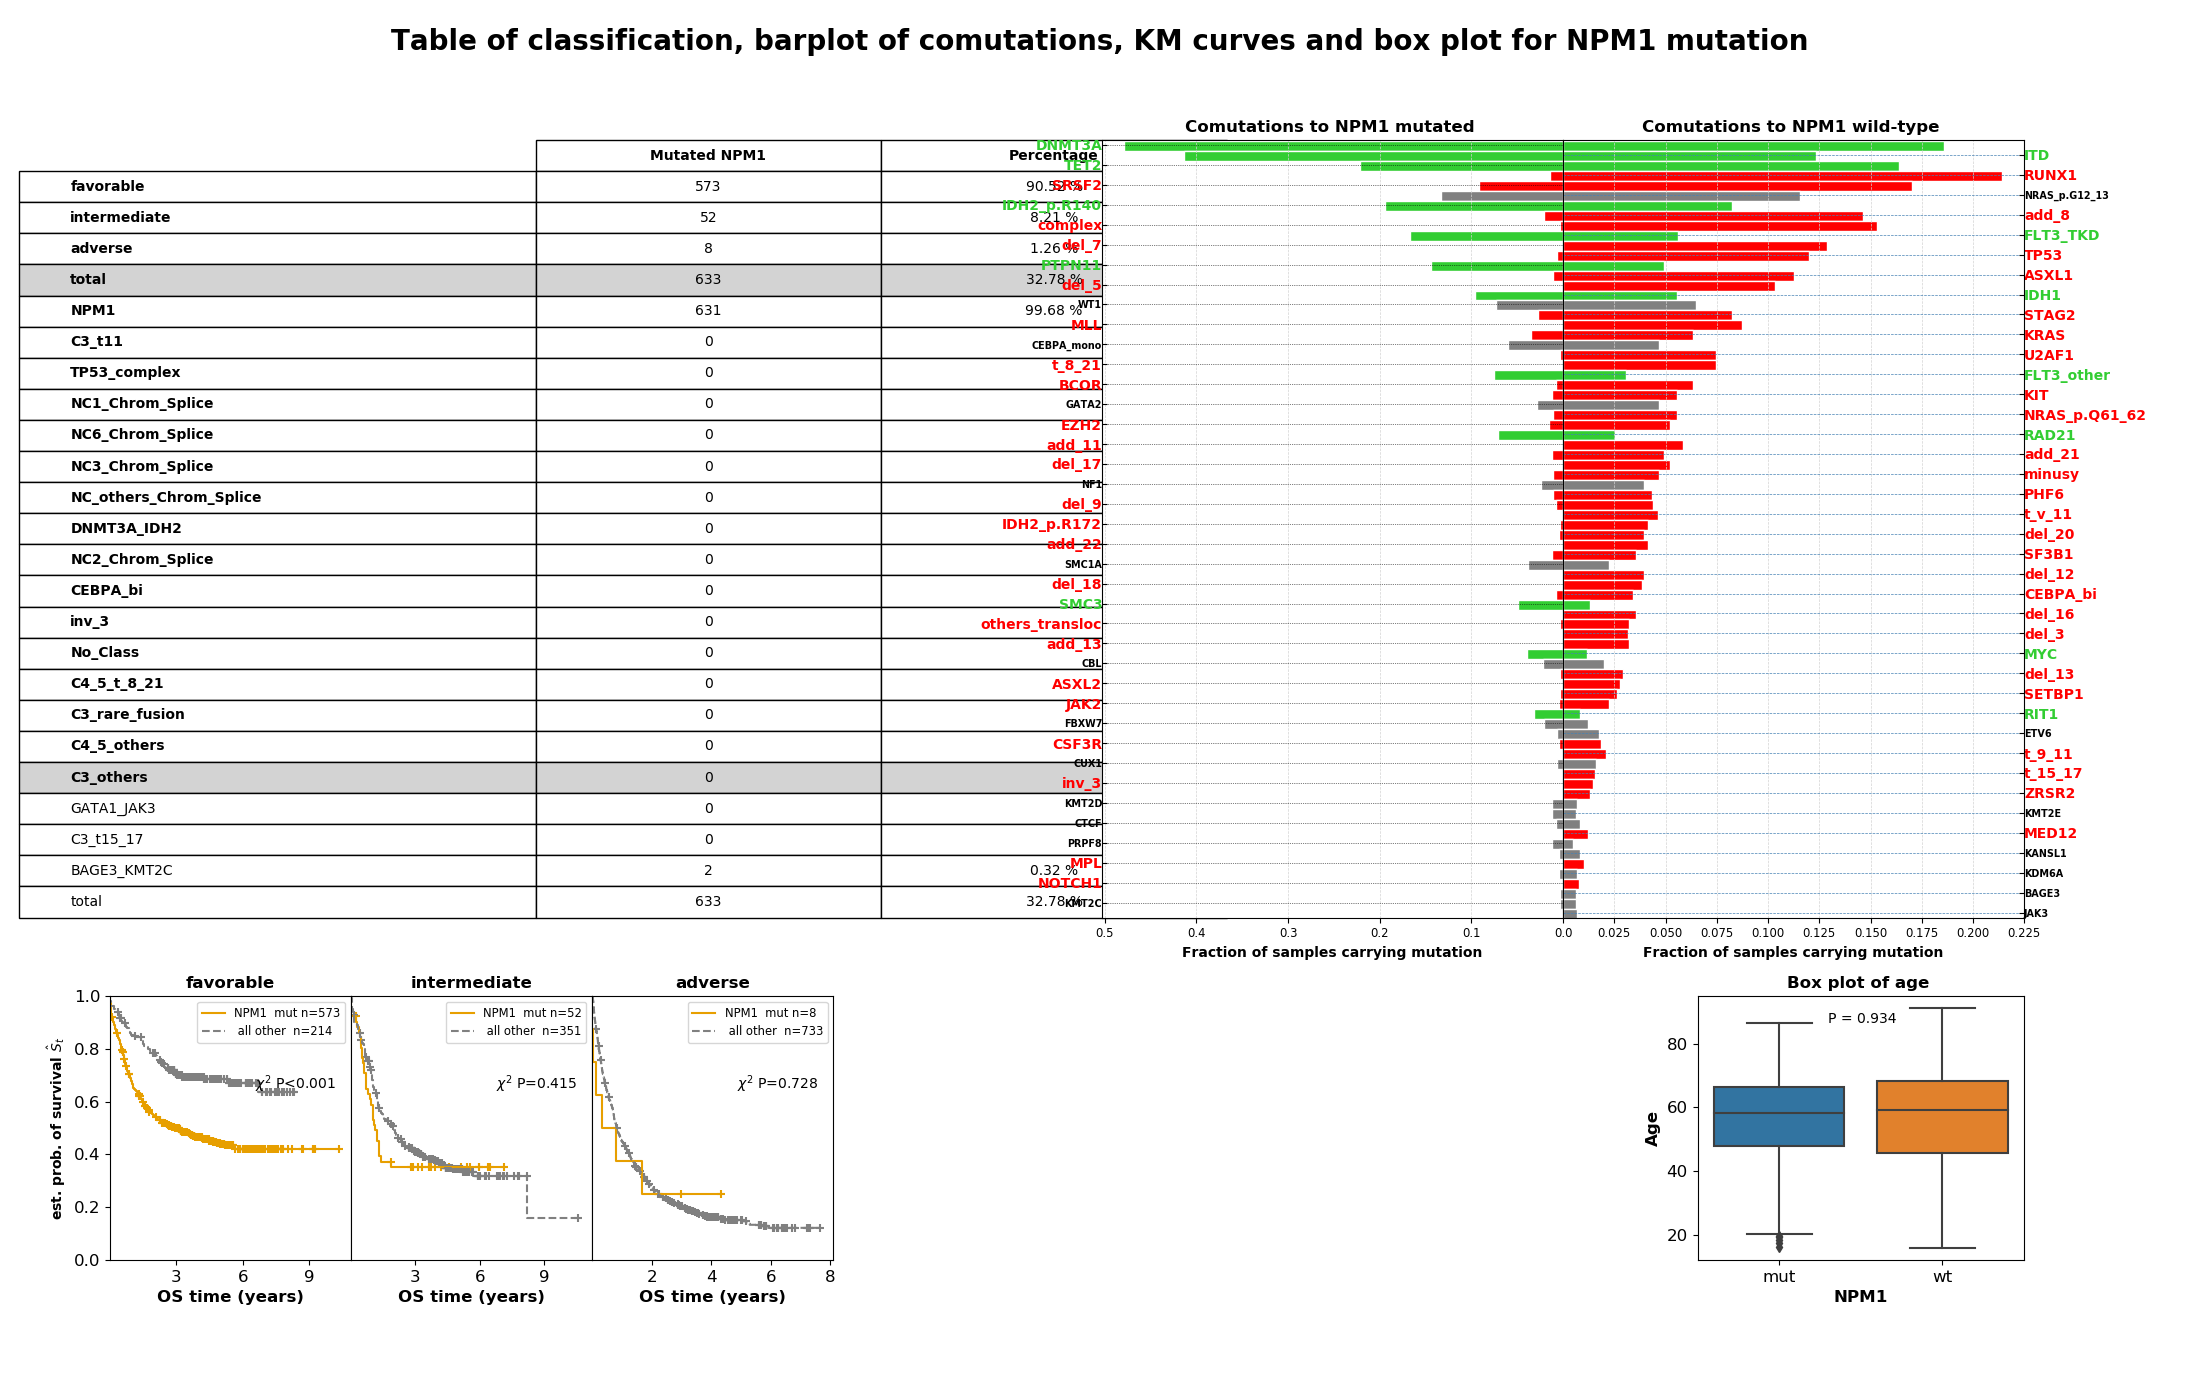 Table of classification, barplot of comutations, KM curves and box plot for NPM1 mutation
Mutated NPM1 Percentage
favorable 573 90.52 %
intermediate 52 8.21 %
adverse 8 1.26 %
total 633 32.78 %
NPM1 631 99.68 %
C3_t11 0
TP53_complex 0
NC1_Chrom_Splice 0
NC6_Chrom_Splice 0
NC3_Chrom_Splice 0
NC_others_Chrom_Splice 0
DNMT3A_IDH2 0
NC2_Chrom_Splice 0
CEBPA_bi 0
inv_3 0
No_Class 0
C4_5_t_8_21 0
C3_rare_fusion 0
C4_5_others 0
C3_others 0
GATA1_JAK3 0
C3_t15_17 0
BAGE3_KMT2C 2 0.32 %
total 633 32.78 %
Comutations to NPM1 mutated
DNMT3A
TET2
SRSF2
IDH2_p.R140
complex
del_7
PTPN11
del_5
WT1
MLL
CEBPA_mono
t_8_21
BCOR
GATA2
EZH2
add_11
del_17
NF1
del_9
IDH2_p.R172
add_22
SMC1A
del_18
SMC3
others_transloc
add_13
CBL
ASXL2
JAK2
FBXW7
CSF3R
CUX1
inv_3
KMT2D
CTCF
PRPF8
MPL
NOTCH1
KMT2C
0.5 0.4 0.3 0.2 0.1
Fraction of samples carrying mutation
Comutations to NPM1 wild-type
ITD
RUNX1
NRAS_p.G12_13
add_8
FLT3_TKD
TP53
ASXL1
IDH1
STAG2
KRAS
U2AF1
FLT3_other
KIT
NRAS_p.Q61_62
RAD21
add_21
minusy
PHF6
t_v_11
del_20
SF3B1
del_12
CEBPA_bi
del_16
del_3
MYC
del_13
SETBP1
RIT1
ETV6
t_9_11
t_15_17
ZRSR2
KMT2E
MED12
KANSL1
KDM6A
BAGE3
JAK3
0.0 0.025 0.050 0.075 0.100 0.125 0.150 0.175 0.200 0.225
Fraction of samples carrying mutation
favorable
NPM1 mut n=573
all other n=214
χ² P<0.001
1.0
0.8
0.6
0.4
0.2
0.0
est. prob. of survival Ŝt
3 6 9
OS time (years)
intermediate
NPM1 mut n=52
all other n=351
χ² P=0.415
3 6 9
OS time (years)
adverse
NPM1 mut n=8
all other n=733
χ² P=0.728
2 4 6 8
OS time (years)
Box plot of age
P = 0.934
80
60
40
20
Age
mut wt
NPM1